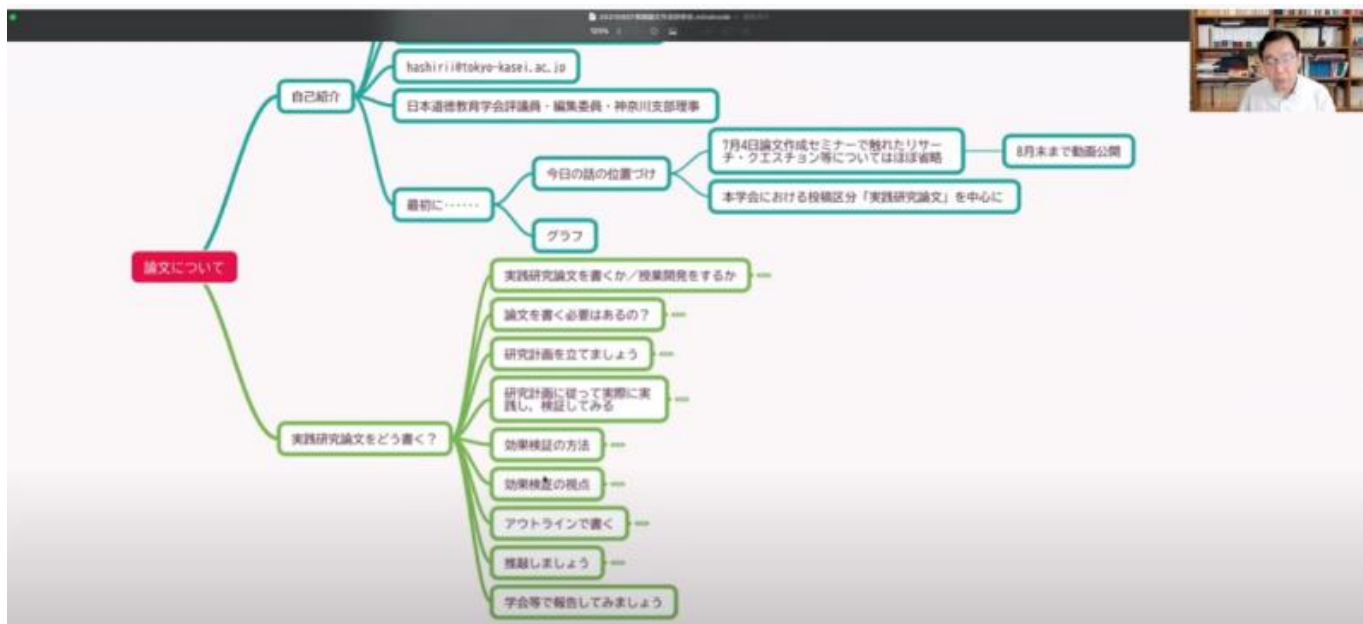 129%
hashirii@tokyo-kasei.ac.jp
自己紹介
日本道徳教育学会評議員・編集委員・神奈川支部理事
7月4日論文作成セミナーで触れたリサー
チ・クエスチョン等についてはほぼ省略
8月末まで動画公開
今日の話の位置づけ
本学会における投稿区分「実践研究論文」を中心に
最初に……
グラフ
論文について
実践研究論文を書くか／授業開発をするか
論文を書く必要はあるの？
研究計画を立てましょう
研究計画に従って実際に実
践し、検証してみる
実践研究論文をどう書く？
効果検証の方法
効果検証の視点
アウトラインで書く
推敲しましょう
学会等で報告してみましょう